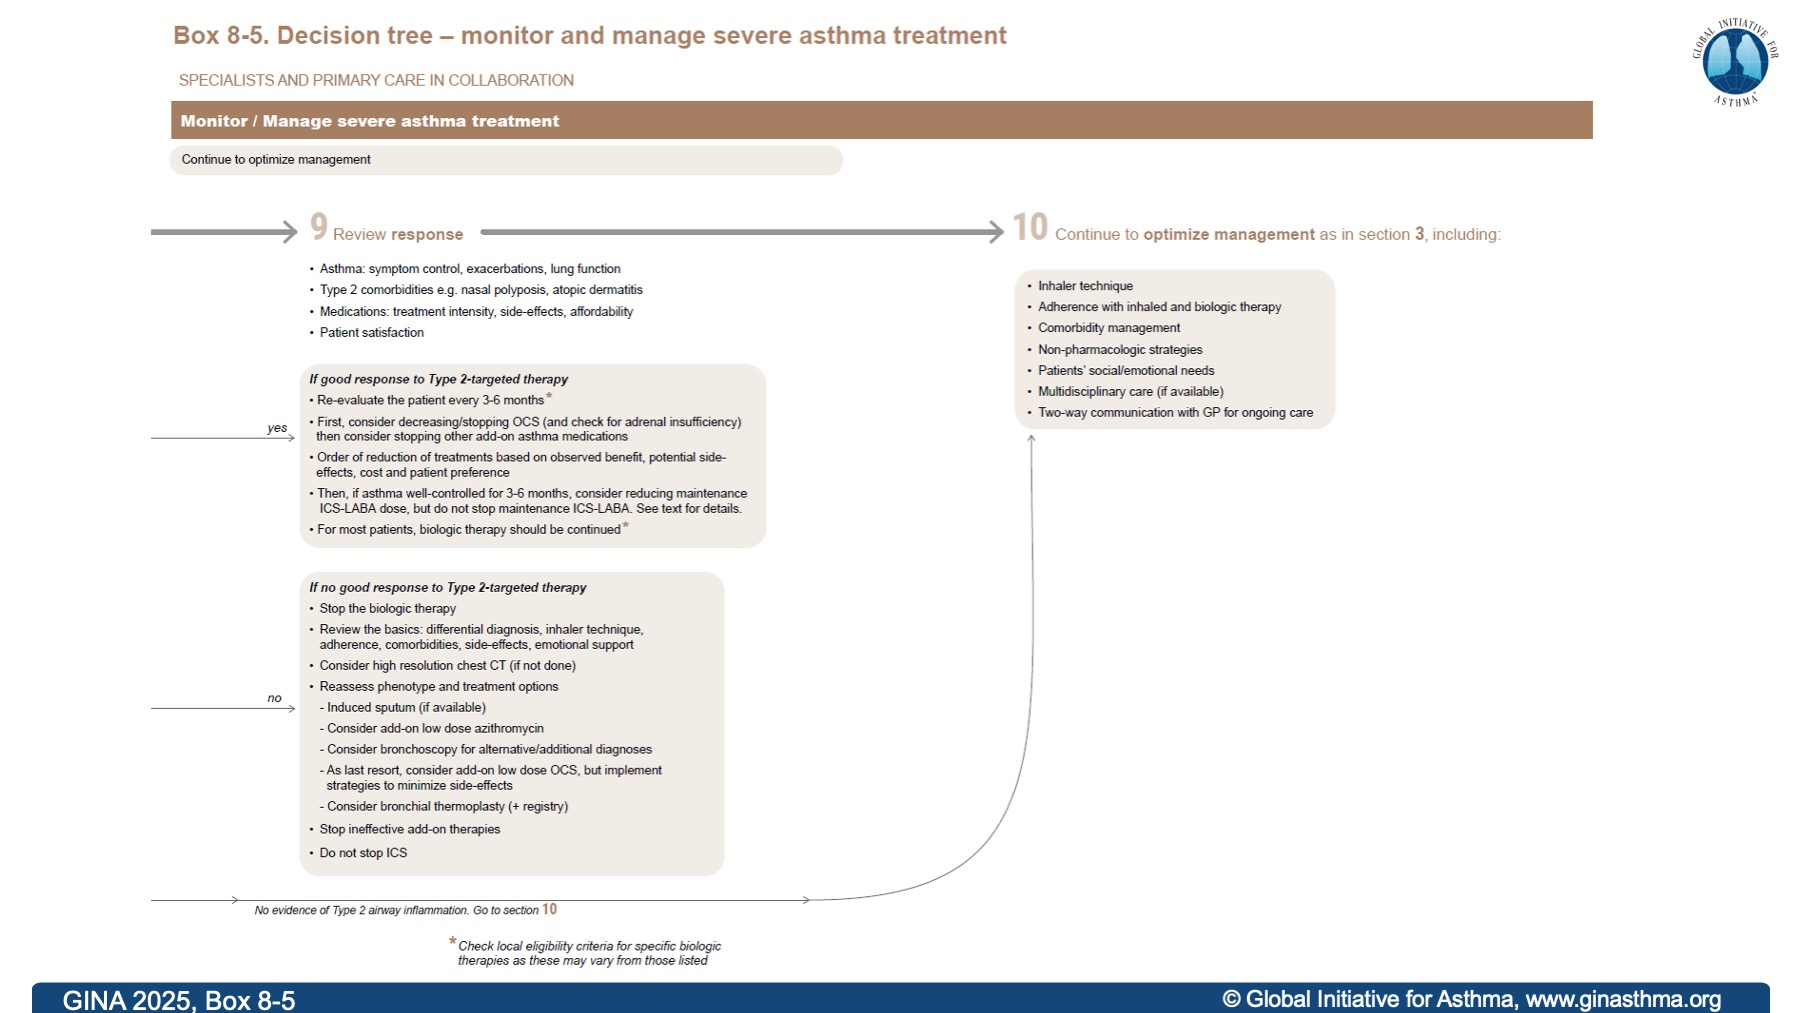 Box 8-5. Decision tree – monitor and manage severe asthma treatment
GLOBAL INITIATIVE FOR ASTHMA
SPECIALISTS AND PRIMARY CARE IN COLLABORATION
Monitor / Manage severe asthma treatment
Continue to optimize management
9 Review response
• Asthma: symptom control, exacerbations, lung function
• Type 2 comorbidities e.g. nasal polyposis, atopic dermatitis
• Medications: treatment intensity, side-effects, affordability
• Patient satisfaction
yes
If good response to Type 2-targeted therapy
• Re-evaluate the patient every 3-6 months*
• First, consider decreasing/stopping OCS (and check for adrenal insufficiency)
then consider stopping other add-on asthma medications
• Order of reduction of treatments based on observed benefit, potential side-
effects, cost and patient preference
• Then, if asthma well-controlled for 3-6 months, consider reducing maintenance
ICS-LABA dose, but do not stop maintenance ICS-LABA. See text for details.
• For most patients, biologic therapy should be continued*
no
If no good response to Type 2-targeted therapy
• Stop the biologic therapy
• Review the basics: differential diagnosis, inhaler technique,
adherence, comorbidities, side-effects, emotional support
• Consider high resolution chest CT (if not done)
• Reassess phenotype and treatment options
- Induced sputum (if available)
- Consider add-on low dose azithromycin
- Consider bronchoscopy for alternative/additional diagnoses
- As last resort, consider add-on low dose OCS, but implement
strategies to minimize side-effects
- Consider bronchial thermoplasty (+ registry)
• Stop ineffective add-on therapies
• Do not stop ICS
No evidence of Type 2 airway inflammation. Go to section 10
*Check local eligibility criteria for specific biologic
therapies as these may vary from those listed
10 Continue to optimize management as in section 3, including:
• Inhaler technique
• Adherence with inhaled and biologic therapy
• Comorbidity management
• Non-pharmacologic strategies
• Patients' social/emotional needs
• Multidisciplinary care (if available)
• Two-way communication with GP for ongoing care
GINA 2025, Box 8-5
© Global Initiative for Asthma, www.ginasthma.org